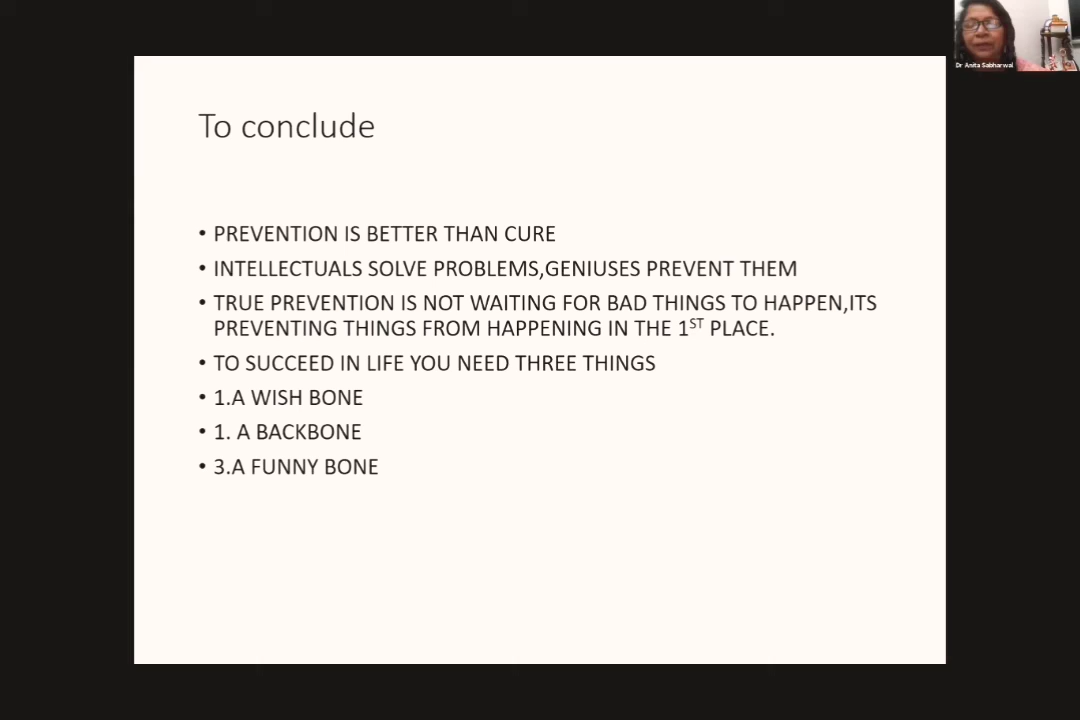 Dr Anita Sabharwal
To conclude
• PREVENTION IS BETTER THAN CURE
• INTELLECTUALS SOLVE PROBLEMS,GENIUSES PREVENT THEM
• TRUE PREVENTION IS NOT WAITING FOR BAD THINGS TO HAPPEN,ITS
PREVENTING THINGS FROM HAPPENING IN THE 1ST PLACE.
• TO SUCCEED IN LIFE YOU NEED THREE THINGS
• 1.A WISH BONE
• 1. A BACKBONE
• 3.A FUNNY BONE